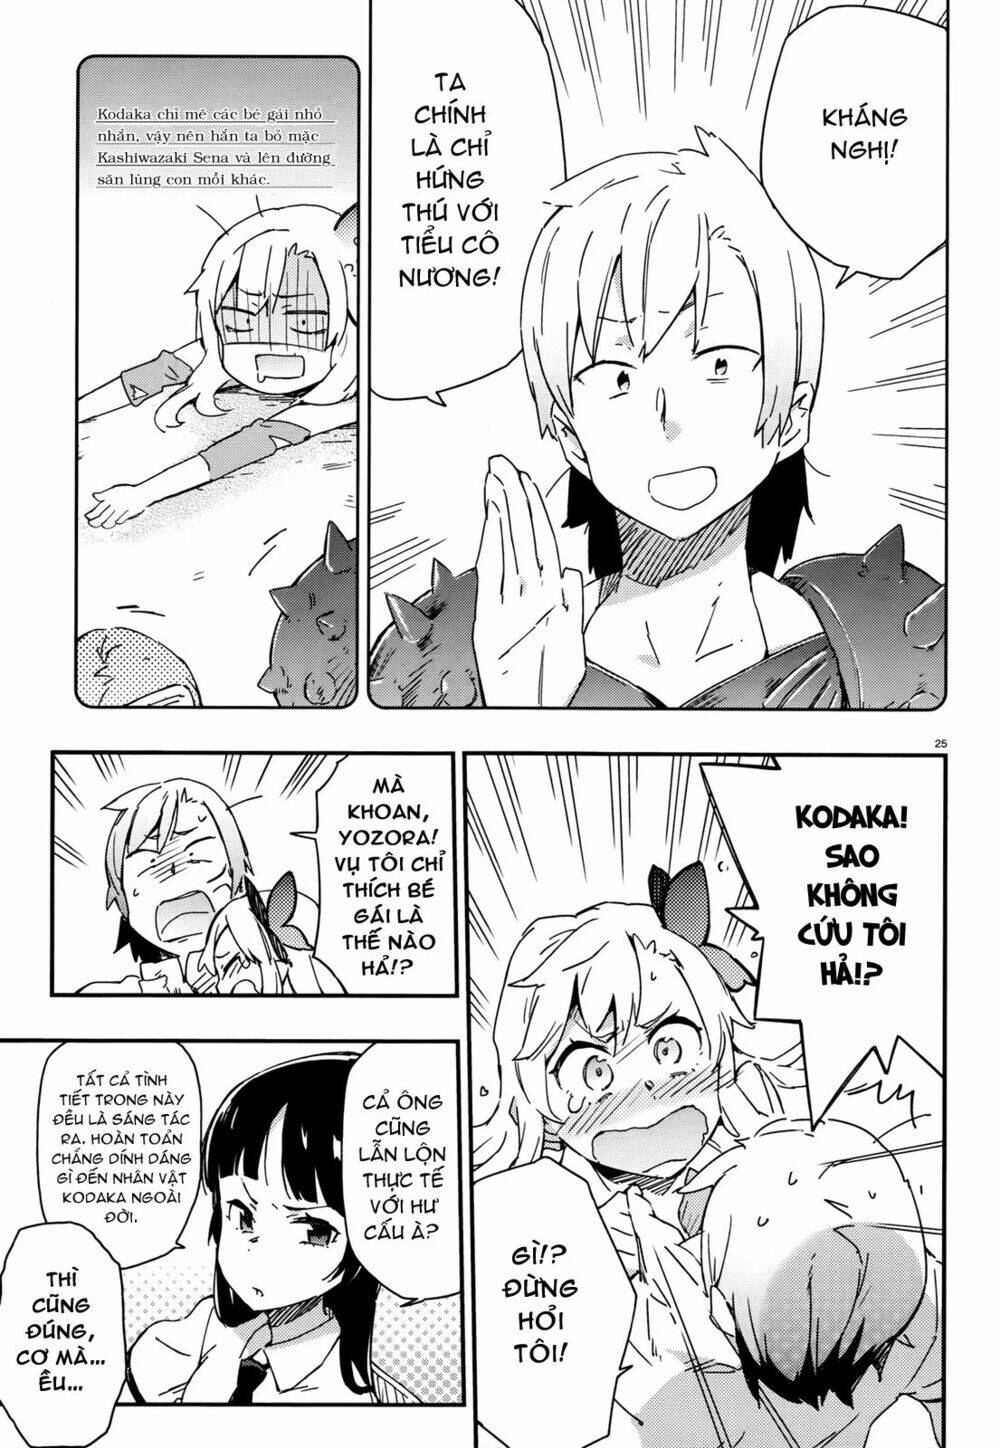 KHÁNG
NGHỊ!
TA
CHÍNH
LÀ CHỈ
HỨNG
THÚ VỚI
TIỂU CÔ
NƯƠNG!
Kodaka chỉ mê các bé gái nhỏ
nhắn, vậy nên hắn ta bỏ mặc
Kashiwazaki Sena và lên đường
săn lùng con mồi khác.
25
KODAKA!
SAO
KHÔNG
CỨU TÔI
HẢ!?
GÌ!?
ĐỪNG
HỎI
TÔI!
MÀ
KHOAN,
YOZORA!
VỤ TÔI CHỈ
THÍCH BÉ
GÁI LÀ
THẾ NÀO
HẢ!?
CẢ ÔNG
CŨNG
LẪN LỘN
THỰC TẾ
VỚI HƯ
CẤU À?
TẤT CẢ TÌNH
TIẾT TRONG NÀY
ĐỀU LÀ SÁNG TÁC
RA, HOÀN TOẨN
CHẲNG DÍNH DÁNG
GÌ ĐẾN NHÂN VẬT
KODAKA NGOÀI
ĐỜI.
THÌ
CŨNG
ĐÚNG,
CƠ MÀ...
ỀU...